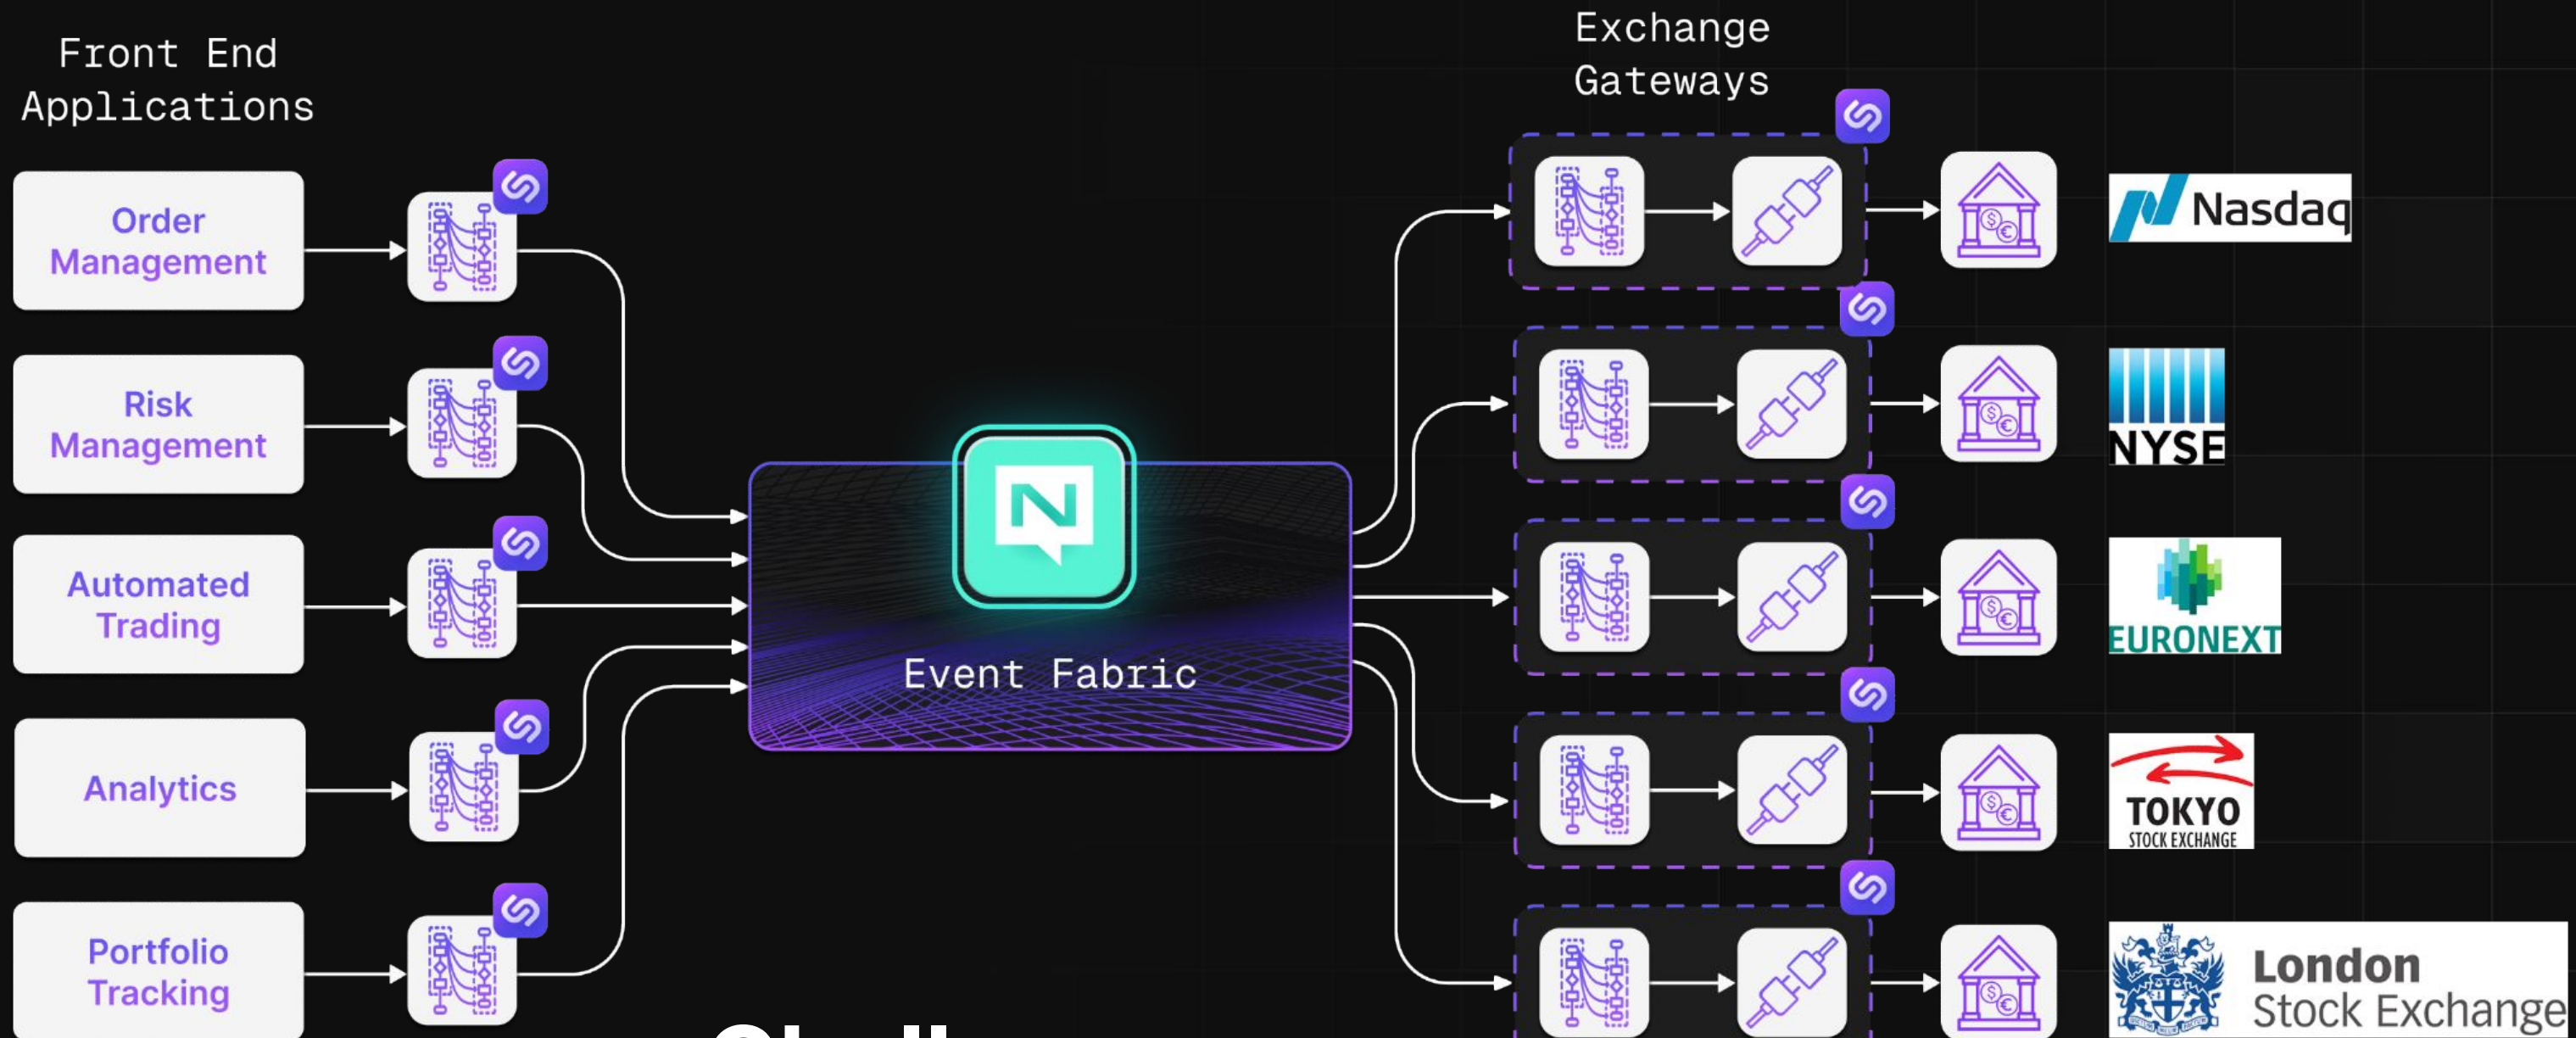 Front End
Applications
Exchange
Gateways
Order
Management
Nasdaq
Risk
Management
NYSE
Automated
Trading
EURONEXT
Event Fabric
Analytics
TOKYO
STOCK EXCHANGE
Portfolio
Tracking
London
Stock Exchange